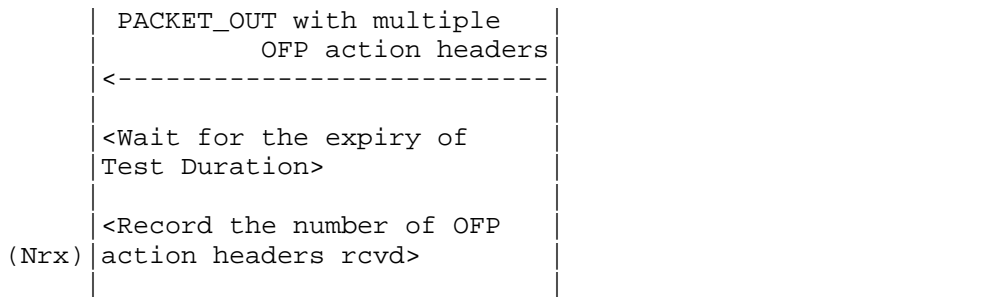 | PACKET_OUT with multiple |
| OFP action headers|
|<---------------------------|
| |
|<Wait for the expiry of |
|Test Duration> |
| |
|<Record the number of OFP |
(Nrx)|action headers rcvd> |
| |